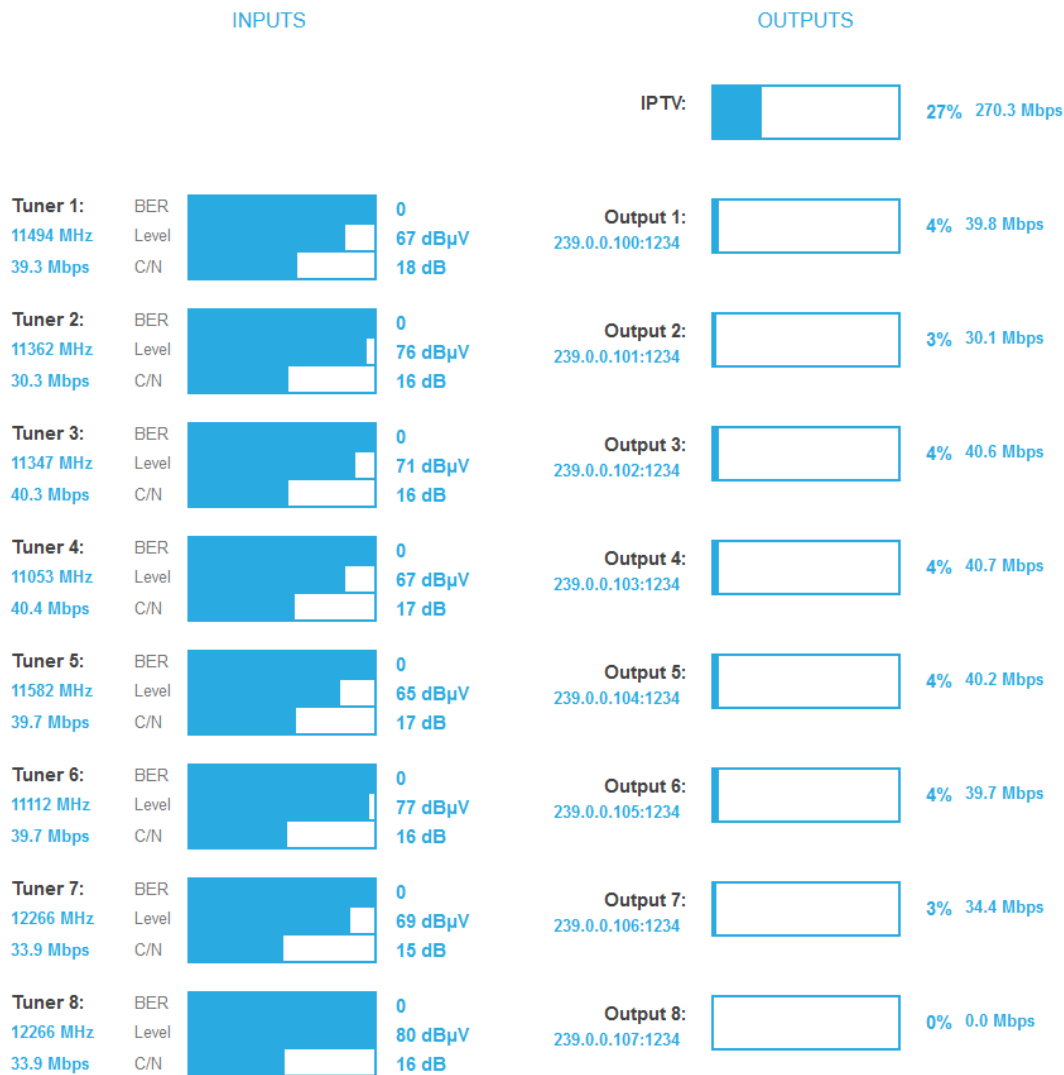 INPUTS
OUTPUTS
IPTV: 27% 270.3 Mbps
Tuner 1: BER 0
11494 MHz Level 67 dBµV
39.3 Mbps C/N 18 dB
Output 1:
239.0.0.100:1234
4% 39.8 Mbps
Tuner 2: BER 0
11362 MHz Level 76 dBµV
30.3 Mbps C/N 16 dB
Output 2:
239.0.0.101:1234
3% 30.1 Mbps
Tuner 3: BER 0
11347 MHz Level 71 dBµV
40.3 Mbps C/N 16 dB
Output 3:
239.0.0.102:1234
4% 40.6 Mbps
Tuner 4: BER 0
11053 MHz Level 67 dBµV
40.4 Mbps C/N 17 dB
Output 4:
239.0.0.103:1234
4% 40.7 Mbps
Tuner 5: BER 0
11582 MHz Level 65 dBµV
39.7 Mbps C/N 17 dB
Output 5:
239.0.0.104:1234
4% 40.2 Mbps
Tuner 6: BER 0
11112 MHz Level 77 dBµV
39.7 Mbps C/N 16 dB
Output 6:
239.0.0.105:1234
4% 39.7 Mbps
Tuner 7: BER 0
12266 MHz Level 69 dBµV
33.9 Mbps C/N 15 dB
Output 7:
239.0.0.106:1234
3% 34.4 Mbps
Tuner 8: BER 0
12266 MHz Level 80 dBµV
33.9 Mbps C/N 16 dB
Output 8:
239.0.0.107:1234
0% 0.0 Mbps